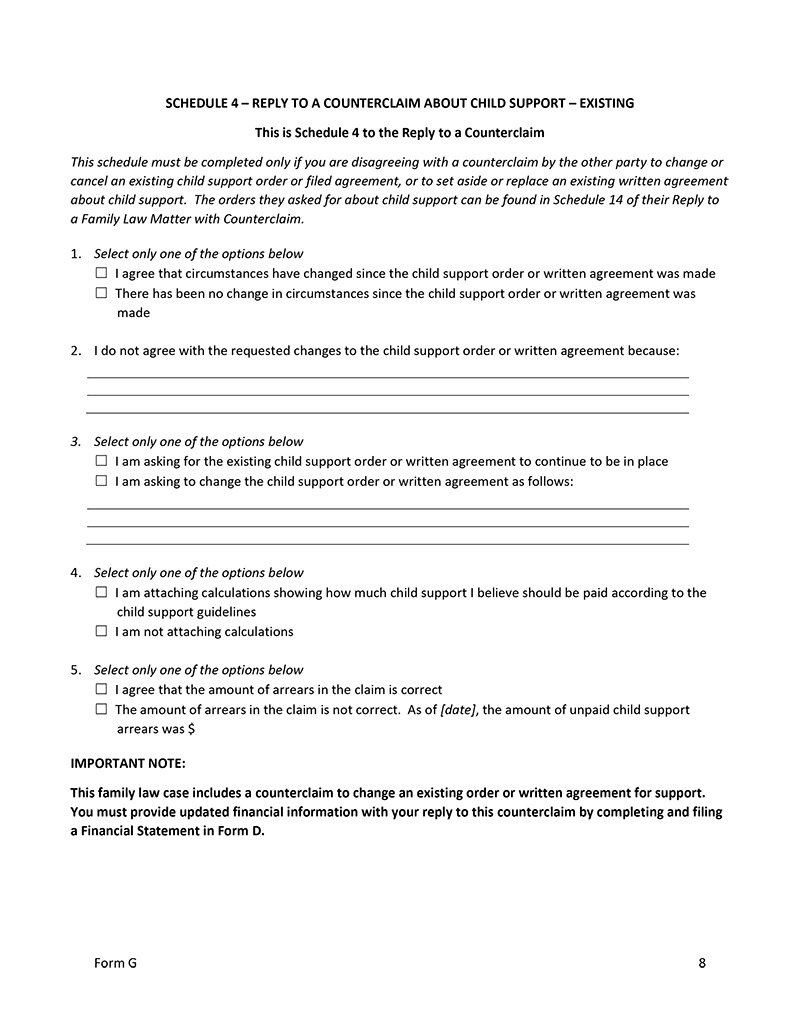 SCHEDULE 4 – REPLY TO A COUNTERCLAIM ABOUT CHILD SUPPORT – EXISTING
This is Schedule 4 to the Reply to a Counterclaim
This schedule must be completed only if you are disagreeing with a counterclaim by the other party to change or
cancel an existing child support order or filed agreement, or to set aside or replace an existing written agreement
about child support.  The orders they asked for about child support can be found in Schedule 14 of their Reply to
a Family Law Matter with Counterclaim.
1. Select only one of the options below
☐ I agree that circumstances have changed since the child support order or written agreement was made
☐ There has been no change in circumstances since the child support order or written agreement was
made
2. I do not agree with the requested changes to the child support order or written agreement because:
3. Select only one of the options below
☐ I am asking for the existing child support order or written agreement to continue to be in place
☐ I am asking to change the child support order or written agreement as follows:
4. Select only one of the options below
☐ I am attaching calculations showing how much child support I believe should be paid according to the
child support guidelines
☐ I am not attaching calculations
5. Select only one of the options below
☐ I agree that the amount of arrears in the claim is correct
☐ The amount of arrears in the claim is not correct.  As of [date], the amount of unpaid child support
arrears was $
IMPORTANT NOTE:
This family law case includes a counterclaim to change an existing order or written agreement for support.
You must provide updated financial information with your reply to this counterclaim by completing and filing
a Financial Statement in Form D.
Form G 8